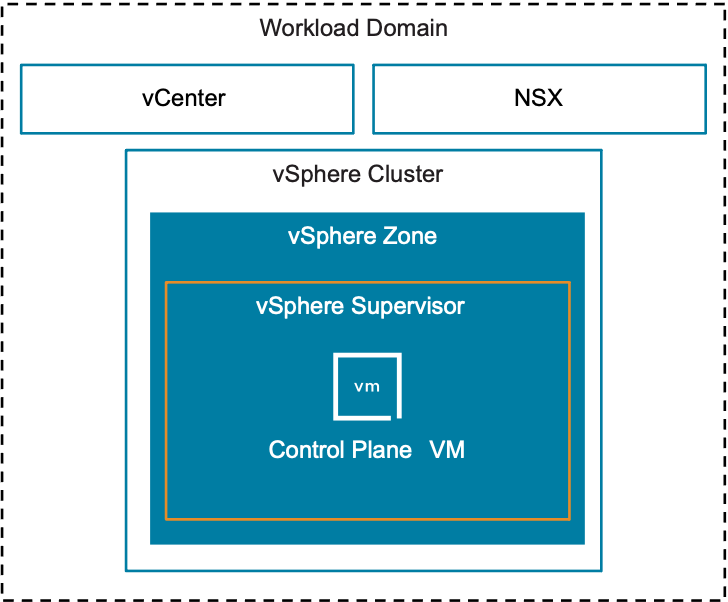 Workload Domain
vCenter
NSX
vSphere Cluster
vSphere Zone
vSphere Supervisor
vm
Control Plane VM